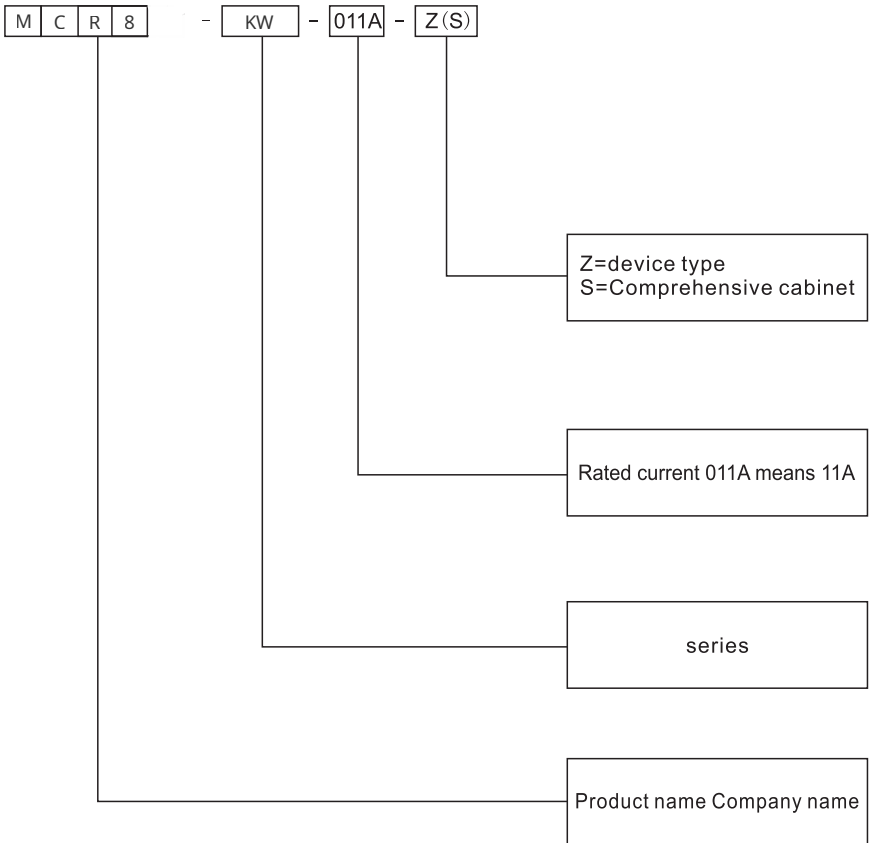 M C R 8 - KW - 011A - Z(S)
Z=device type
S=Comprehensive cabinet
Rated current 011A means 11A
series
Product name Company name